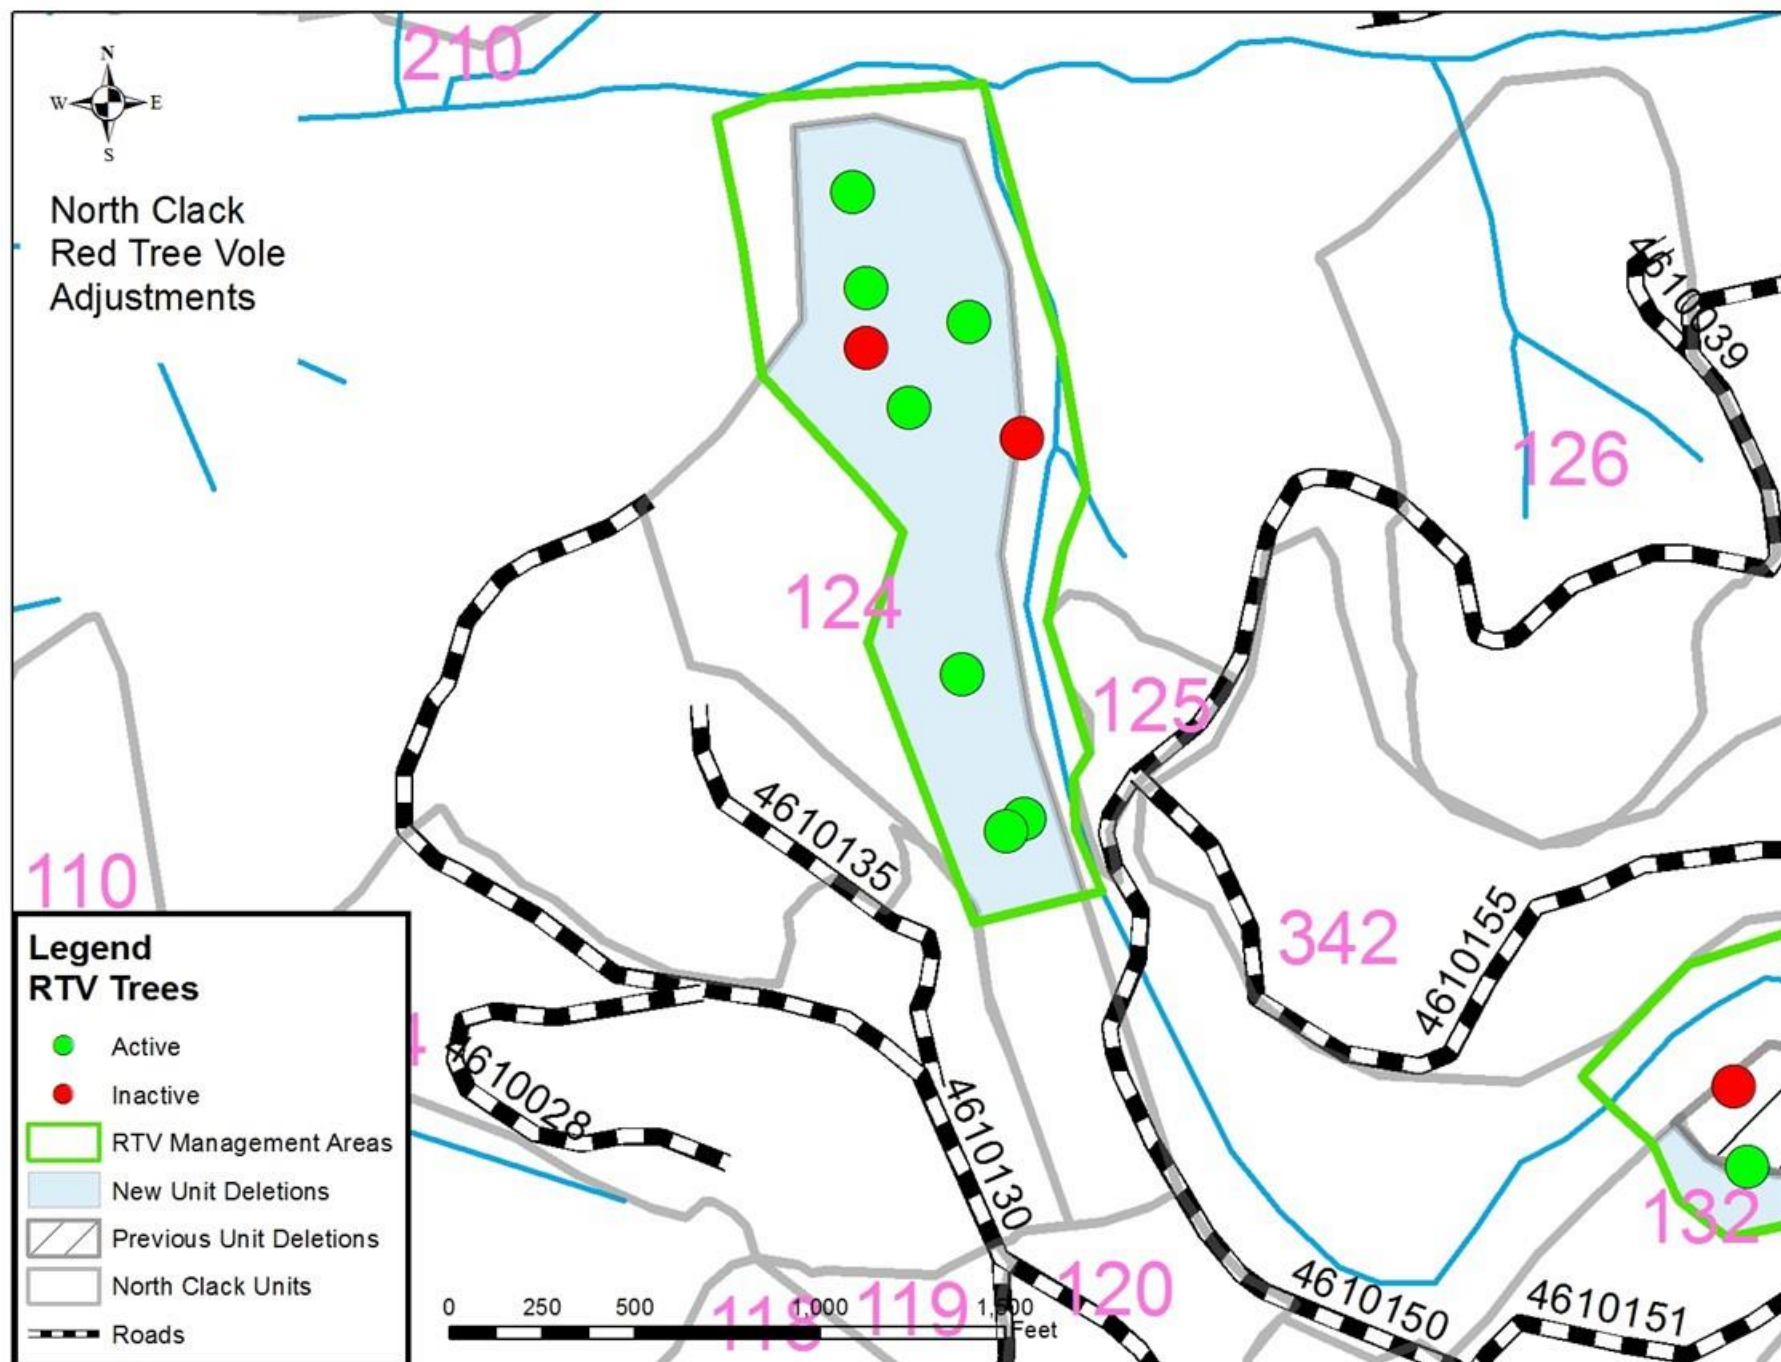 210
N
W
E
S
North Clack
Red Tree Vole
Adjustments
4610039
126
124
125
4610135
110
342
4610155
Legend
RTV Trees
Active
Inactive
RTV Management Areas
New Unit Deletions
Previous Unit Deletions
North Clack Units
Roads
4
4610028
4610130
132
0 250 500 1,000 1,500
Feet
118
119
120
4610150
4610151